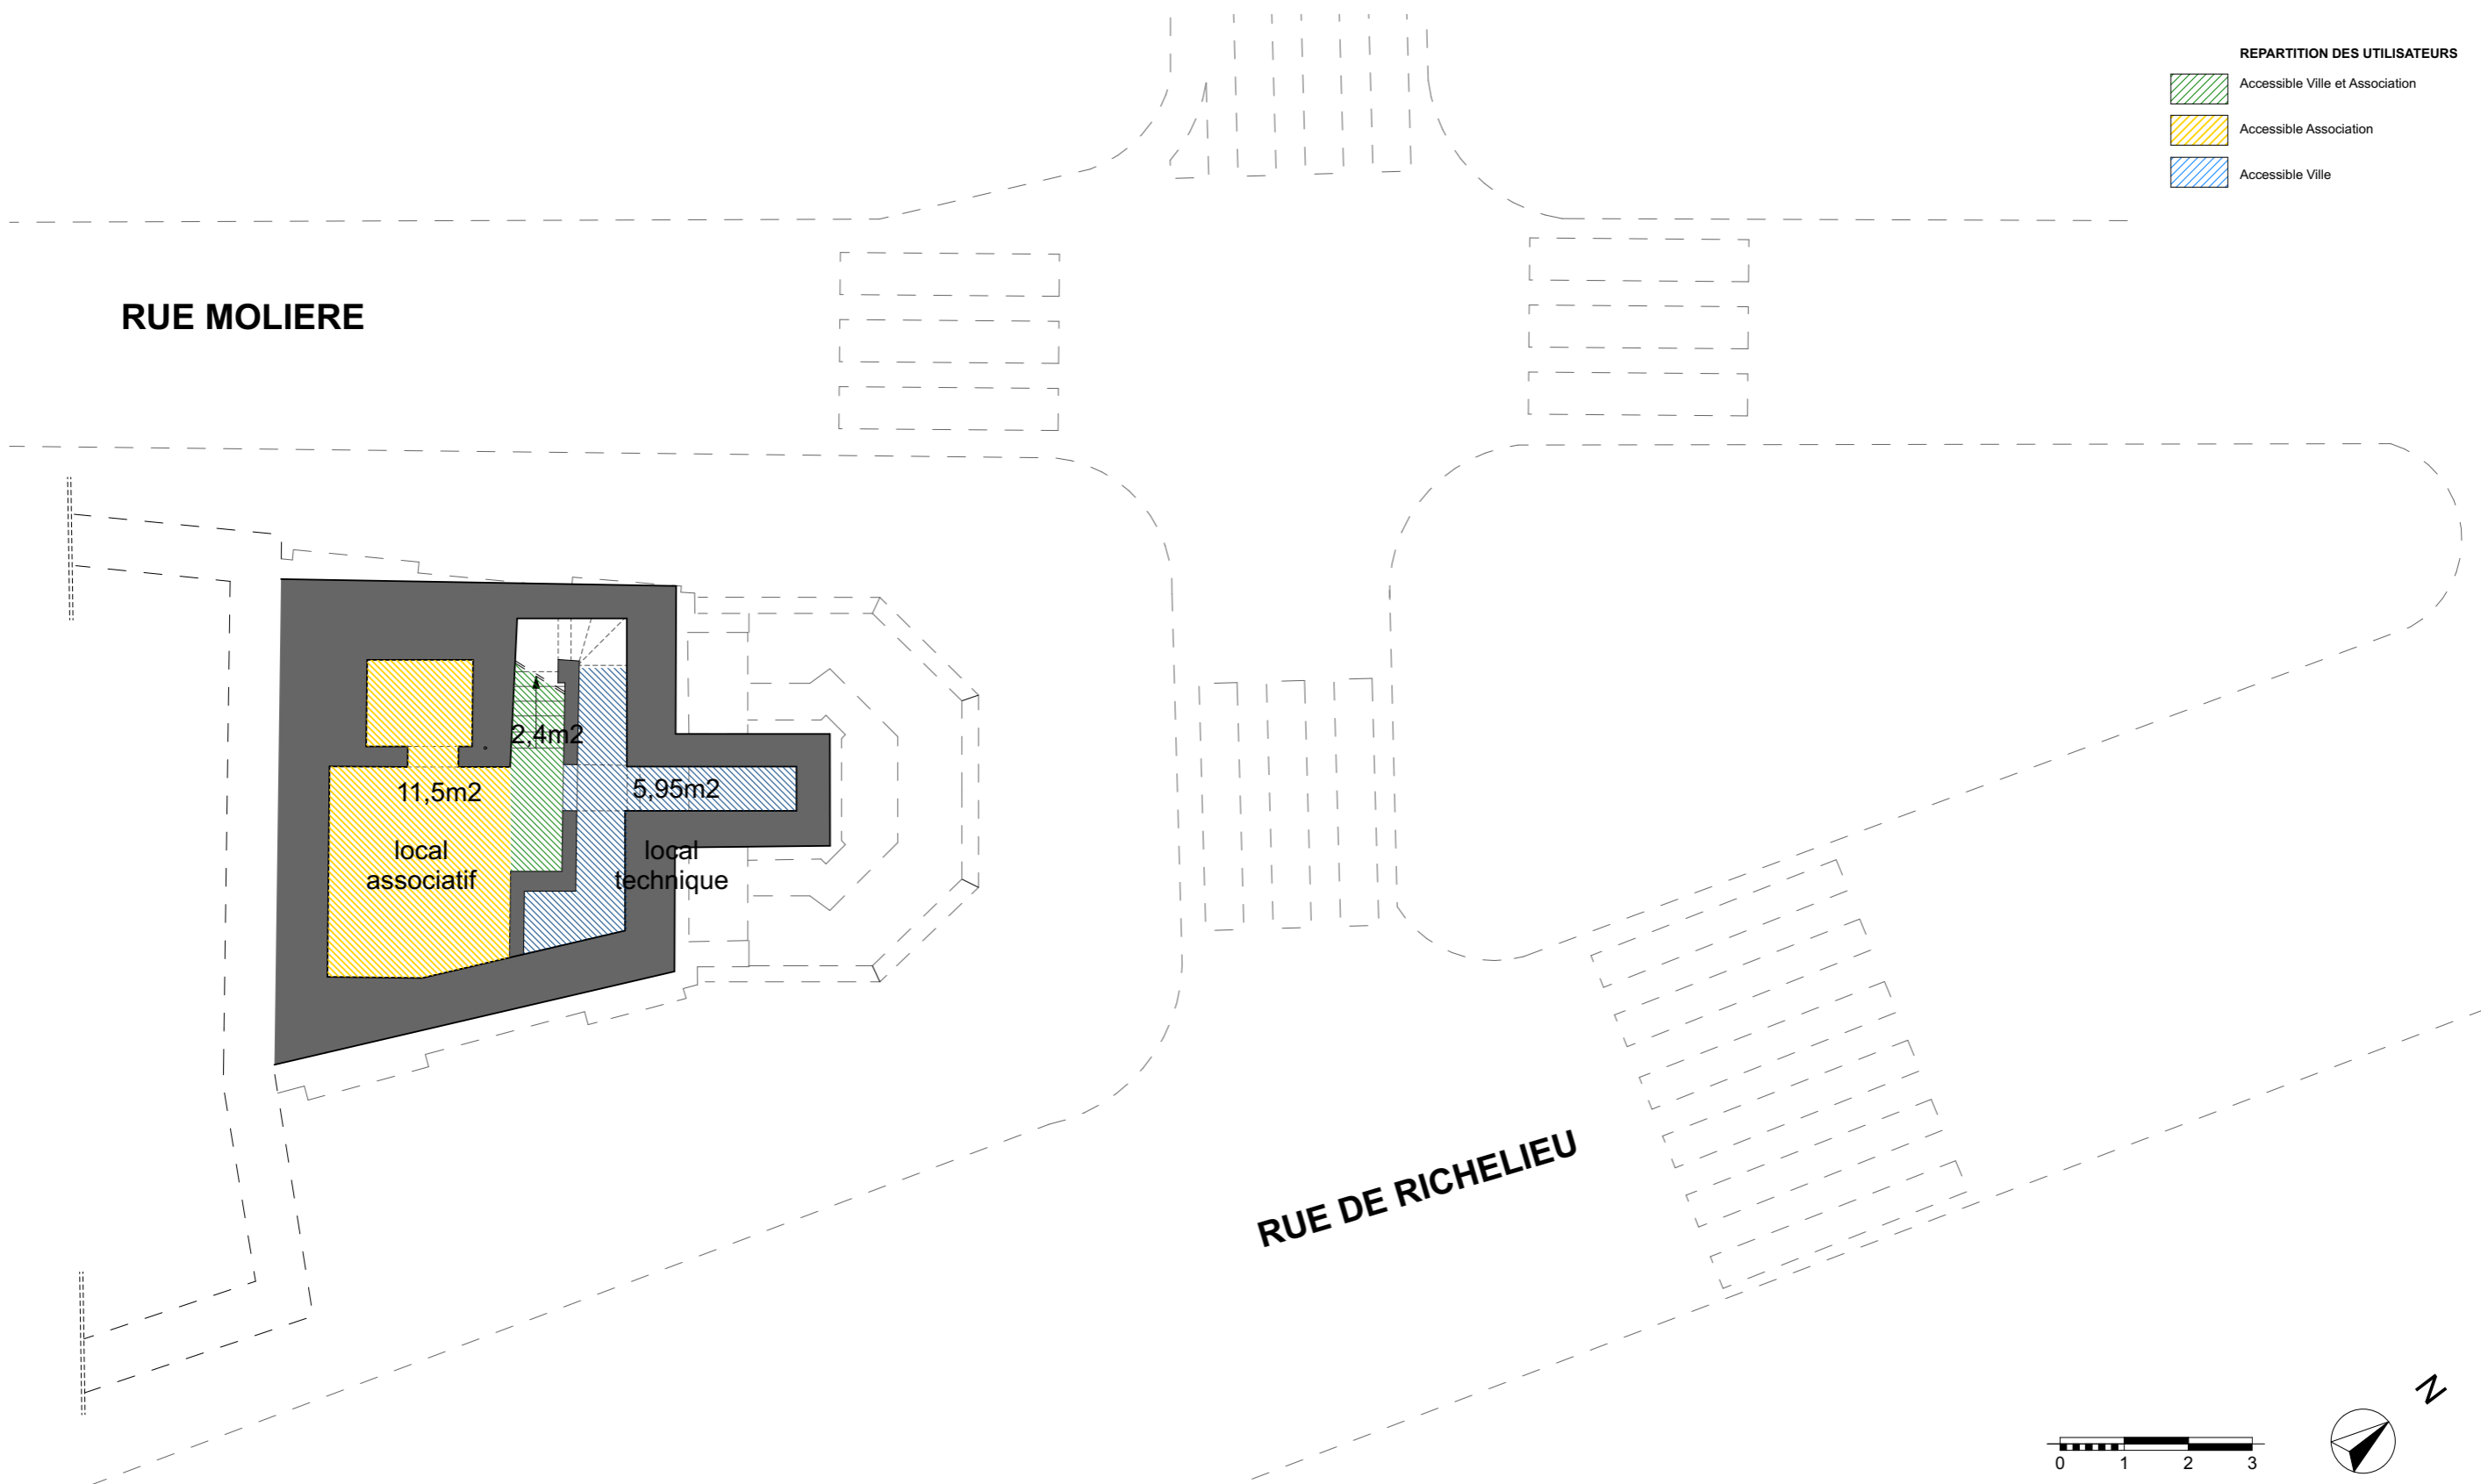 REPARTITION DES UTILISATEURS
Accessible Ville et Association
Accessible Association
Accessible Ville
RUE MOLIERE
2,4m2
11,5m2
5,95m2
local
associatif
local
technique
RUE DE RICHELIEU
N
0 1 2 3